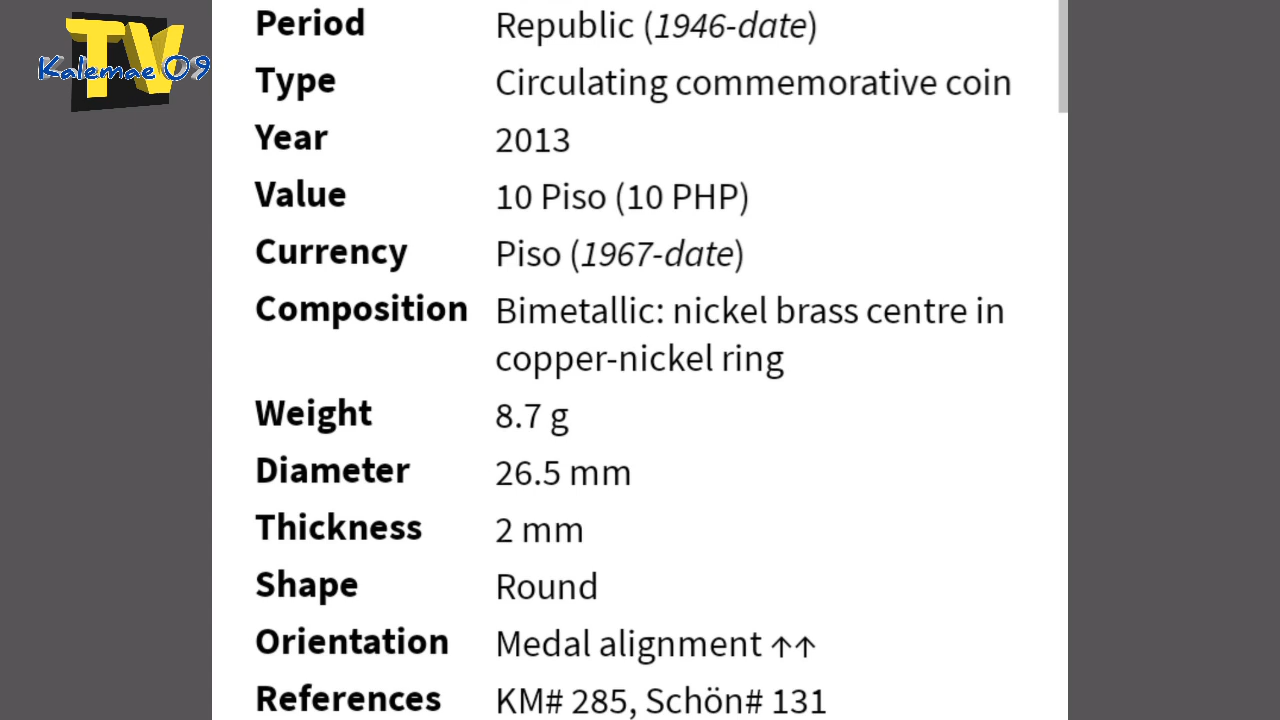 TV
Kalemae 09
Period Republic (1946-date)
Type Circulating commemorative coin
Year 2013
Value 10 Piso (10 PHP)
Currency Piso (1967-date)
Composition Bimetallic: nickel brass centre in
copper-nickel ring
Weight 8.7 g
Diameter 26.5 mm
Thickness 2 mm
Shape Round
Orientation Medal alignment ↑↑
References KM# 285, Schön# 131